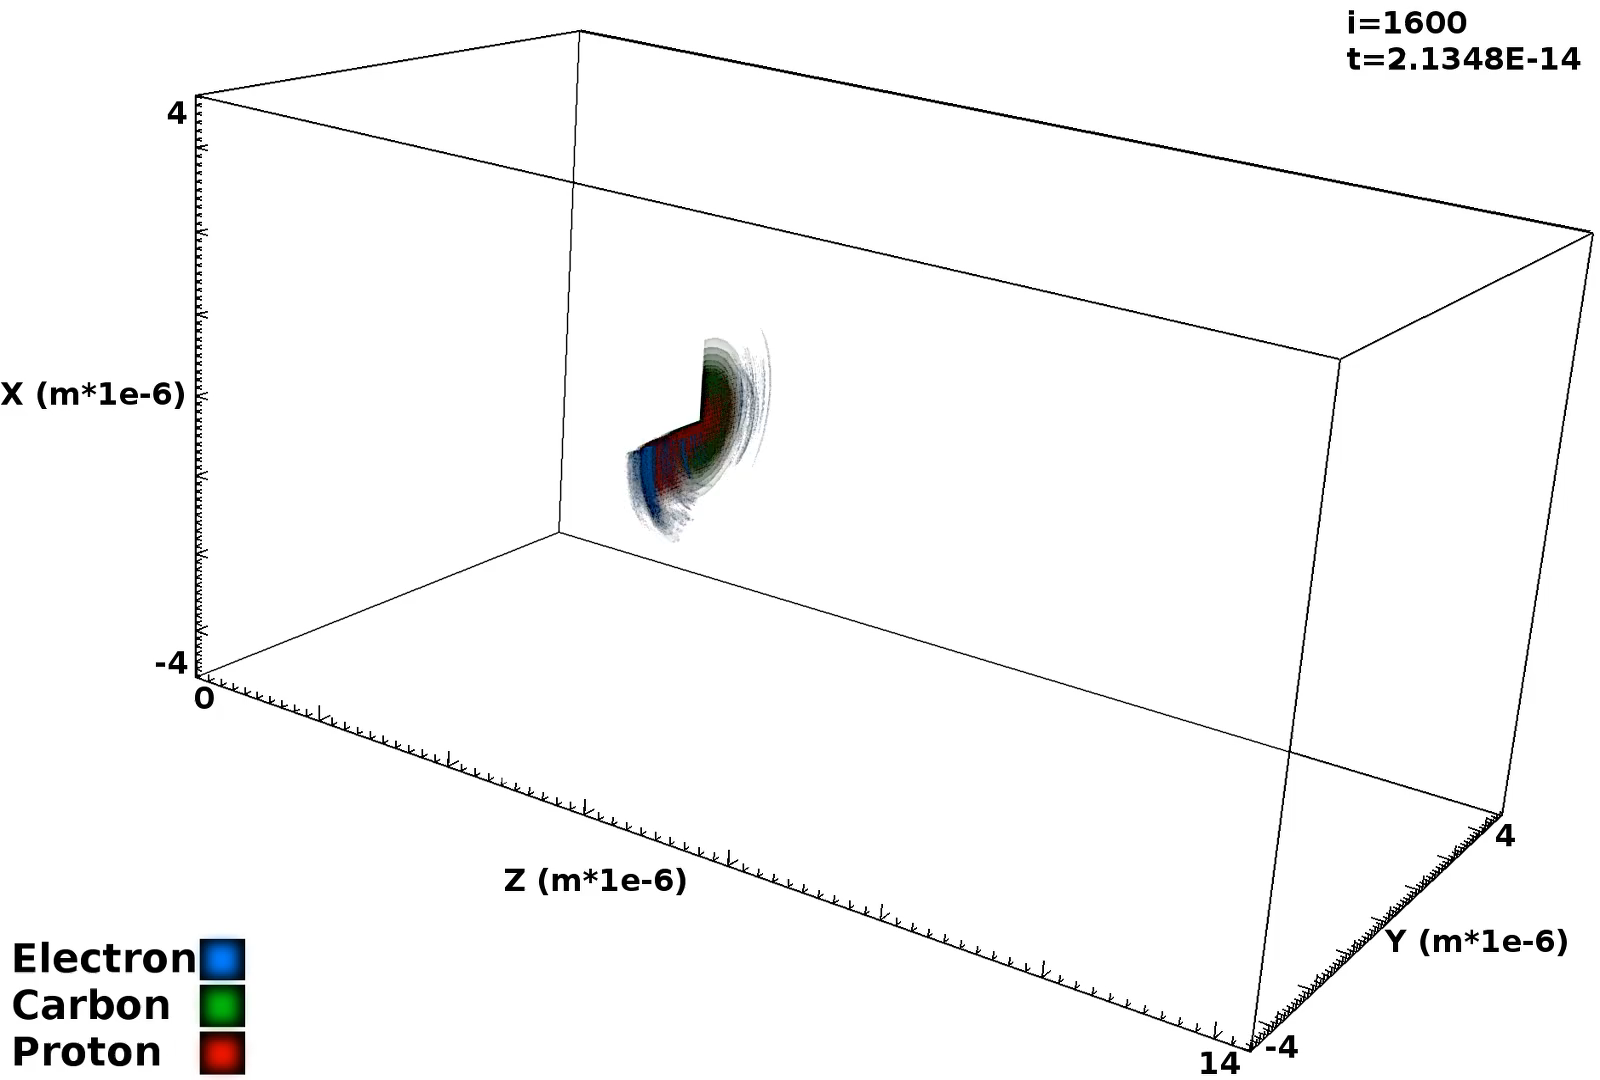 i=1600
t=2.1348E-14
4
X (m*1e-6)
-4
0
Z (m*1e-6)
14
-4
Y (m*1e-6)
4
Electron
Carbon
Proton